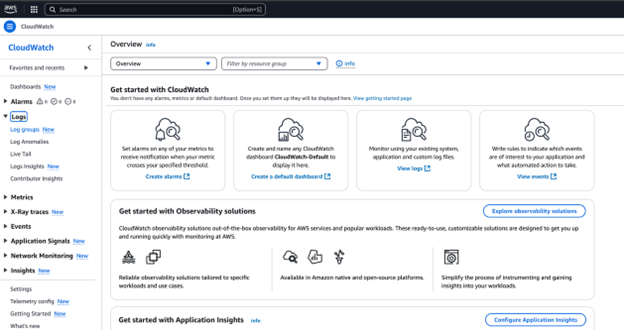 aws
Search
[Option+S]
CloudWatch
CloudWatch
Favorites and recents
Dashboards New
Alarms 0 0 0
Logs
Log groups New
Log Anomalies
Live Tail
Logs Insights New
Contributor Insights
Metrics
X-Ray traces New
Events
Application Signals New
Network Monitoring New
Insights New
Settings
Telemetry config New
Getting Started New
What's new
Overview Info
Overview
Filter by resource group
Info
Get started with CloudWatch
You don't have any alarms, metrics or default dashboard. Once you set them up they will be displayed here. View getting started page
Set alarms on any of your metrics to
receive notification when your metric
crosses your specified threshold.
Create alarms
Create and name any CloudWatch
dashboard CloudWatch-Default to
display it here.
Create a default dashboard
Monitor using your existing system,
application and custom log files.
View logs
Write rules to indicate which events
are of interest to your application and
what automated action to take.
View events
Get started with Observability solutions
Explore observability solutions
CloudWatch observability solutions out-of-the-box observability for AWS services and popular workloads. These ready-to-use, customizable solutions are designed to get you up
and running quickly with monitoring at AWS.
Reliable observability solutions tailored to specific
workloads and use cases.
Available in Amazon native and open-source platforms.
Simplify the process of instrumenting and gaining
insights into your workloads.
Get started with Application Insights Info
Configure Application Insights